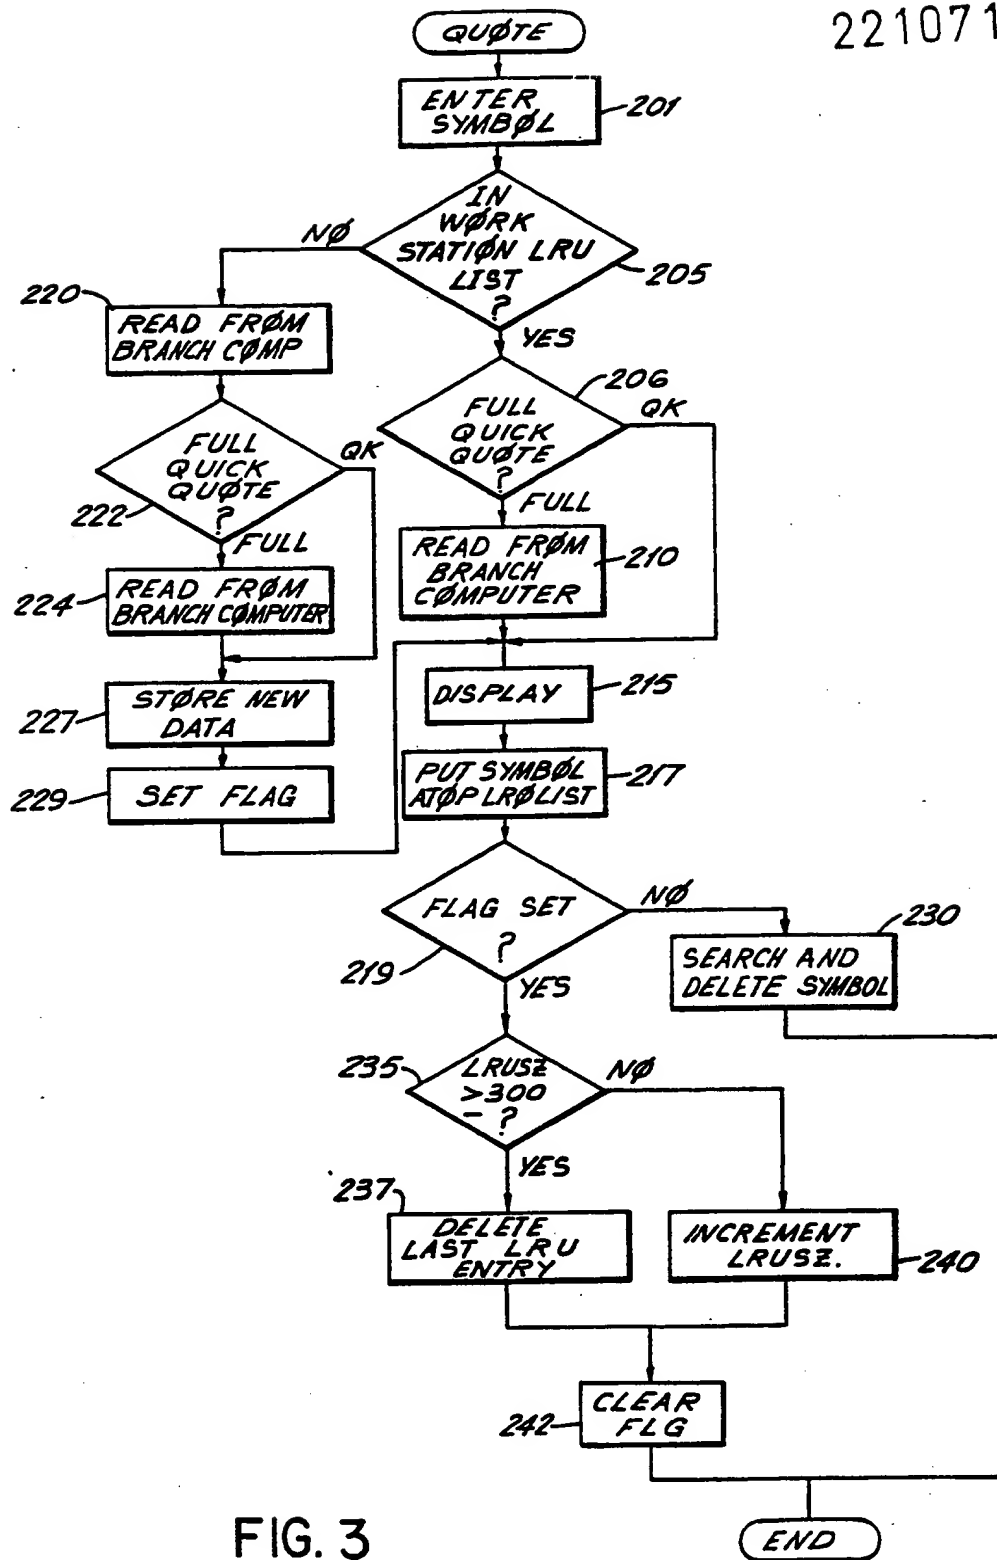 221071
QUØTE
ENTER
SYMBØL
201
IN
WØRK
STATIØN LRU
LIST
?
205
NØ
YES
220
READ FRØM
BRANCH CØMP
206
FULL
QUICK
QUØTE
?
QK
FULL
222
FULL
QUICK
QUØTE
?
QK
FULL
READ FRØM
BRANCH
CØMPUTER
210
224
READ FRØM
BRANCH CØMPUTER
DISPLAY
215
227
STØRE NEW
DATA
PUT SYMBØL
ATØP LRØLIST
217
229
SET FLAG
FLAG SET
?
219
NØ
YES
230
SEARCH AND
DELETE SYMBØL
235
LRUSZ
>300
– ?
NØ
YES
237
DELETE
LAST LRU
ENTRY
INCREMENT
LRUSZ.
240
242
CLEAR
FLG
END
FIG. 3